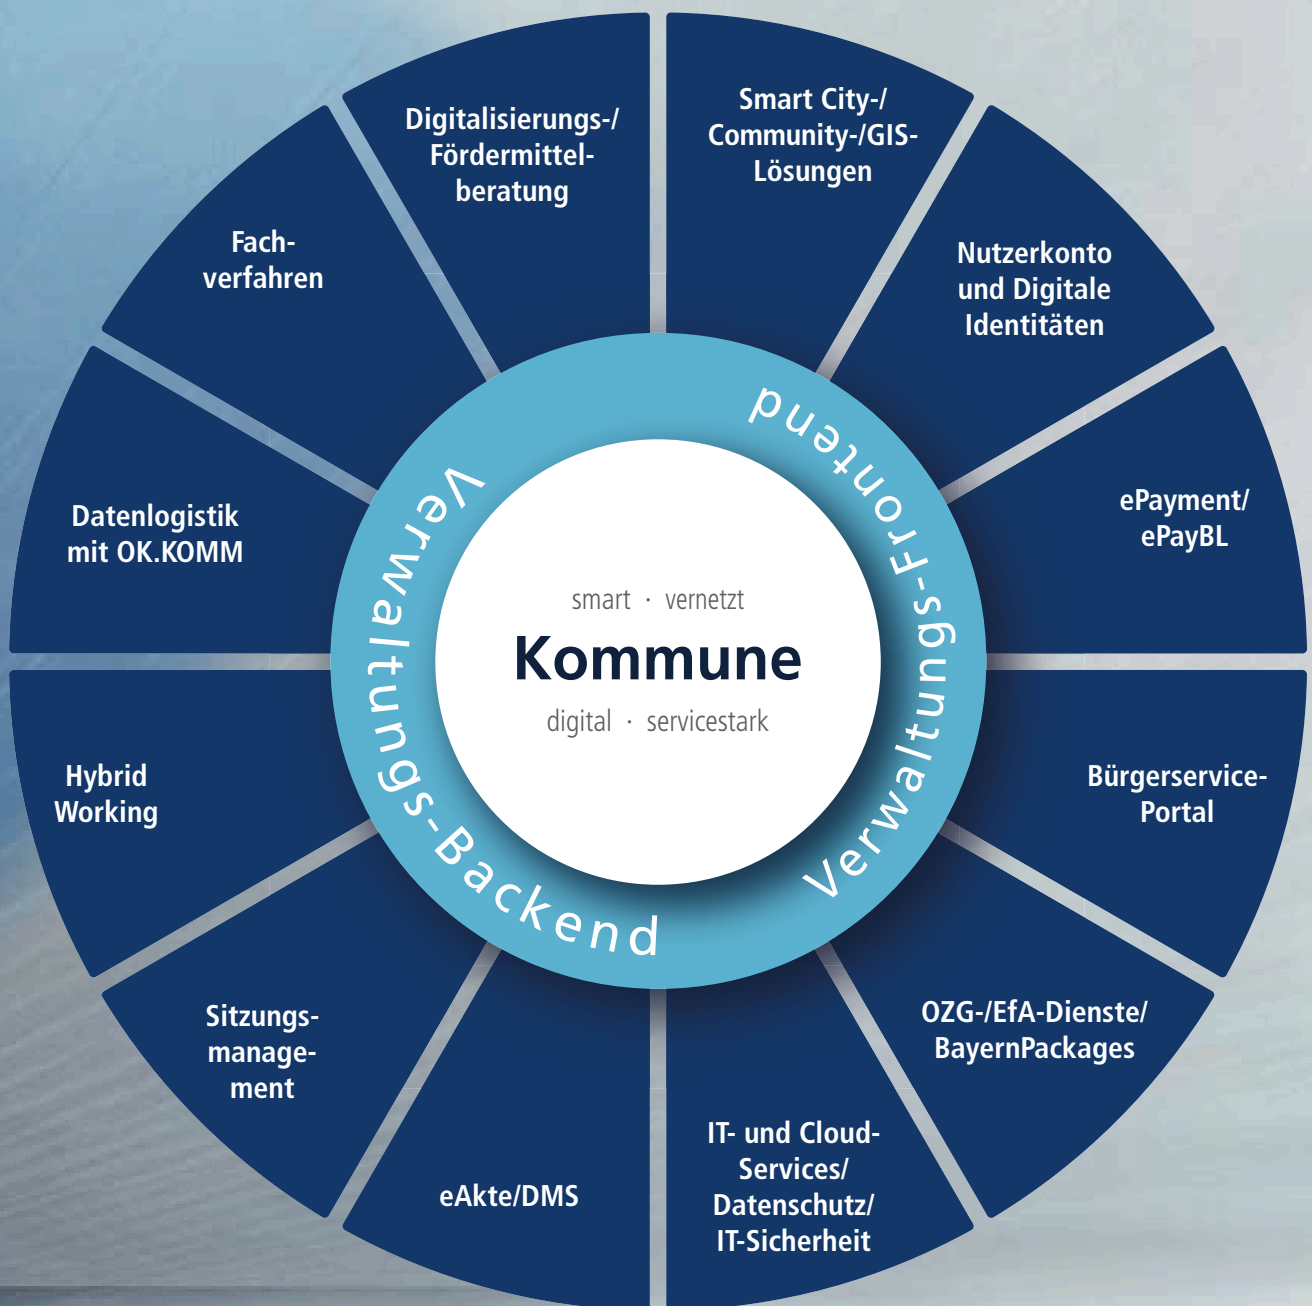 Digitalisierungs-/
Fördermittel-
beratung
Smart City-/
Community-/GIS-
Lösungen
Nutzerkonto
und Digitale
Identitäten
ePayment/
ePayBL
Bürgerservice-
Portal
OZG-/EfA-Dienste/
BayernPackages
IT- und Cloud-
Services/
Datenschutz/
IT-Sicherheit
eAkte/DMS
Sitzungs-
manage-
ment
Hybrid
Working
Datenlogistik
mit OK.KOMM
Fach-
verfahren
Verwaltungs-Backend
Verwaltungs-Frontend
smart · vernetzt
Kommune
digital · servicestark